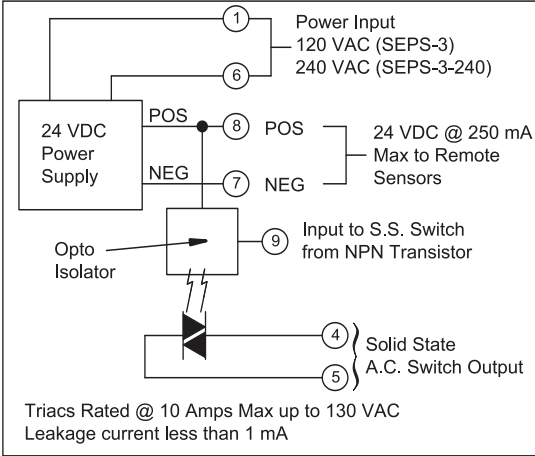 1
Power Input
120 VAC (SEPS-3)
240 VAC (SEPS-3-240)
6
24 VDC
Power
Supply
POS
8
POS
NEG
7
NEG
24 VDC @ 250 mA
Max to Remote
Sensors
Opto
Isolator
9
Input to S.S. Switch
from NPN Transistor
4
5
Solid State
A.C. Switch Output
Triacs Rated @ 10 Amps Max up to 130 VAC
Leakage current less than 1 mA